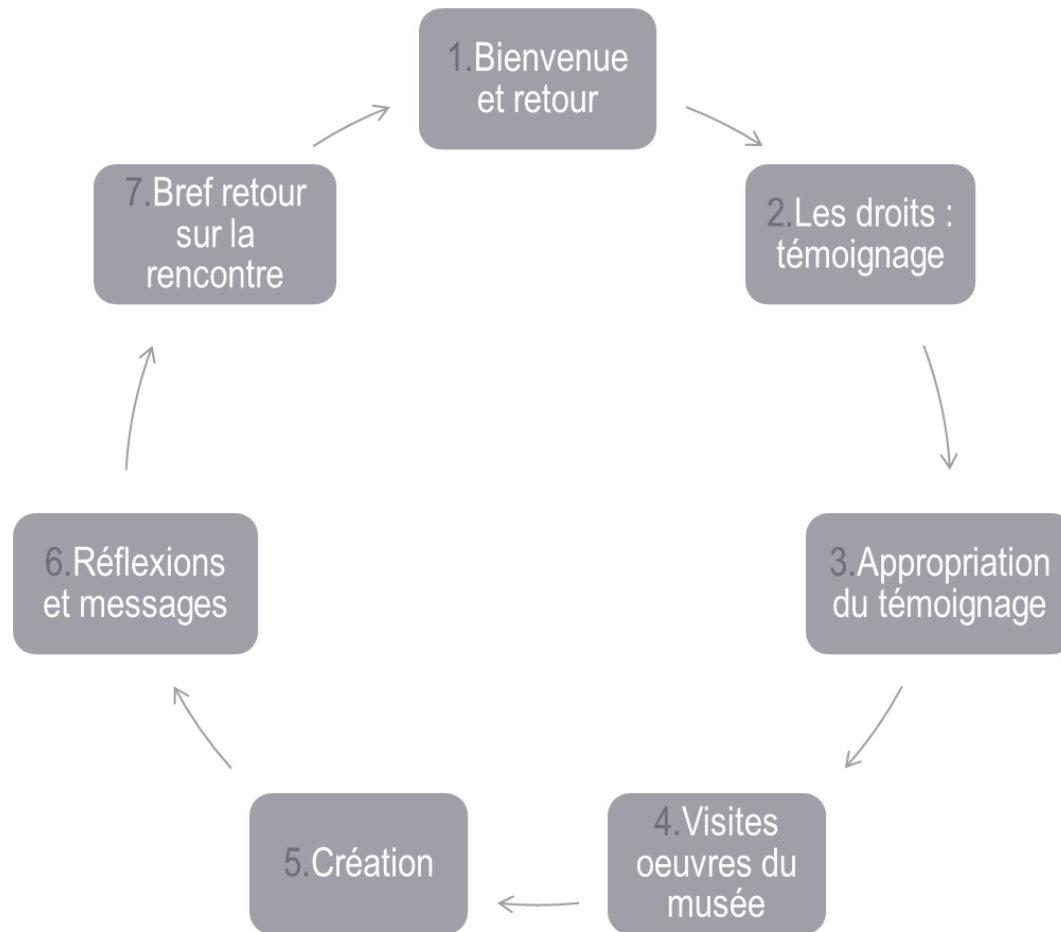 1.Bienvenue
et retour
2.Les droits :
témoignage
3.Appropriation
du témoignage
4.Visites
oeuvres du
musée
5.Création
6.Réflexions
et messages
7.Bref retour
sur la
rencontre